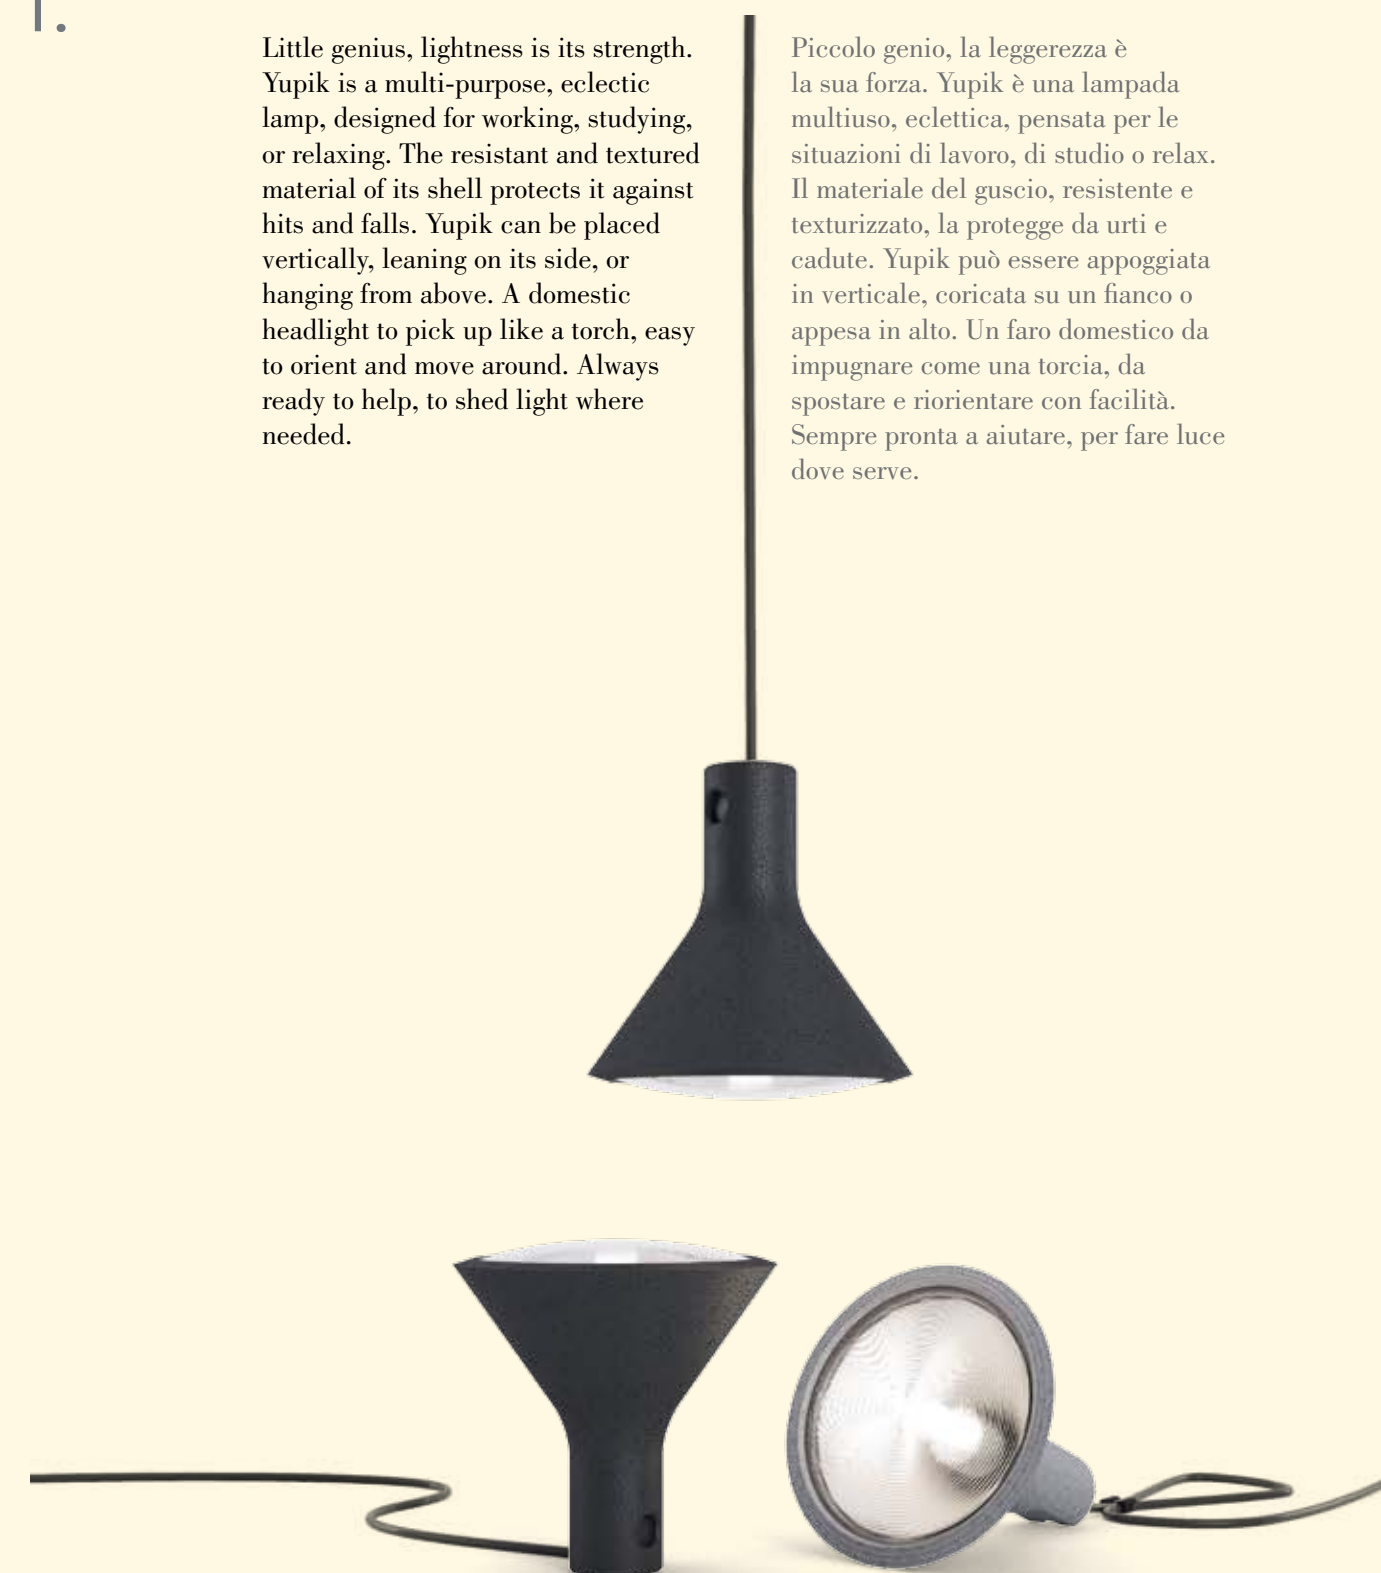 Little genius, lightness is its strength.
Yupik is a multi-purpose, eclectic
lamp, designed for working, studying,
or relaxing. The resistant and textured
material of its shell protects it against
hits and falls. Yupik can be placed
vertically, leaning on its side, or
hanging from above. A domestic
headlight to pick up like a torch, easy
to orient and move around. Always
ready to help, to shed light where
needed.
Piccolo genio, la leggerezza è
la sua forza. Yupik è una lampada
multiuso, eclettica, pensata per le
situazioni di lavoro, di studio o relax.
Il materiale del guscio, resistente e
texturizzato, la protegge da urti e
cadute. Yupik può essere appoggiata
in verticale, coricata su un fianco o
appesa in alto. Un faro domestico da
impugnare come una torcia, da
spostare e riorientare con facilità.
Sempre pronta a aiutare, per fare luce
dove serve.